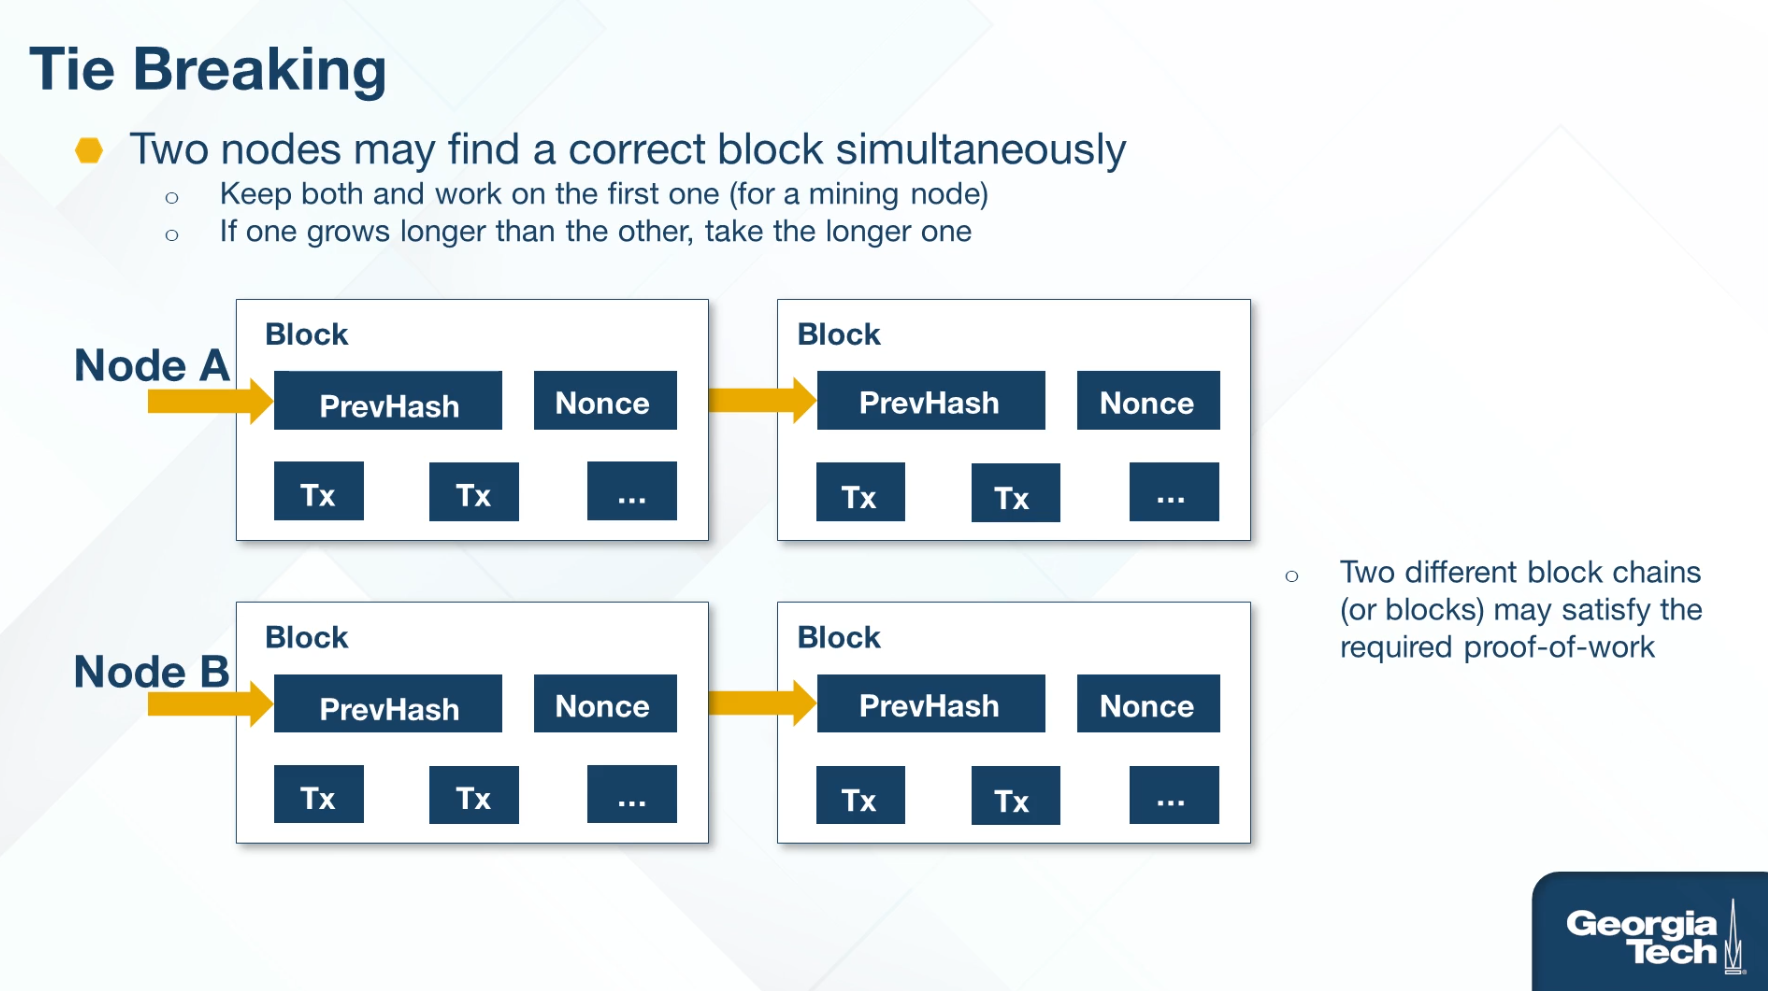 Tie Breaking
Two nodes may find a correct block simultaneously
Keep both and work on the first one (for a mining node)
If one grows longer than the other, take the longer one
Node A
Block
PrevHash
Nonce
Tx
Tx
...
Block
PrevHash
Nonce
Tx
Tx
...
Node B
Block
PrevHash
Nonce
Tx
Tx
...
Block
PrevHash
Nonce
Tx
Tx
...
Two different block chains
(or blocks) may satisfy the
required proof-of-work
Georgia
Tech